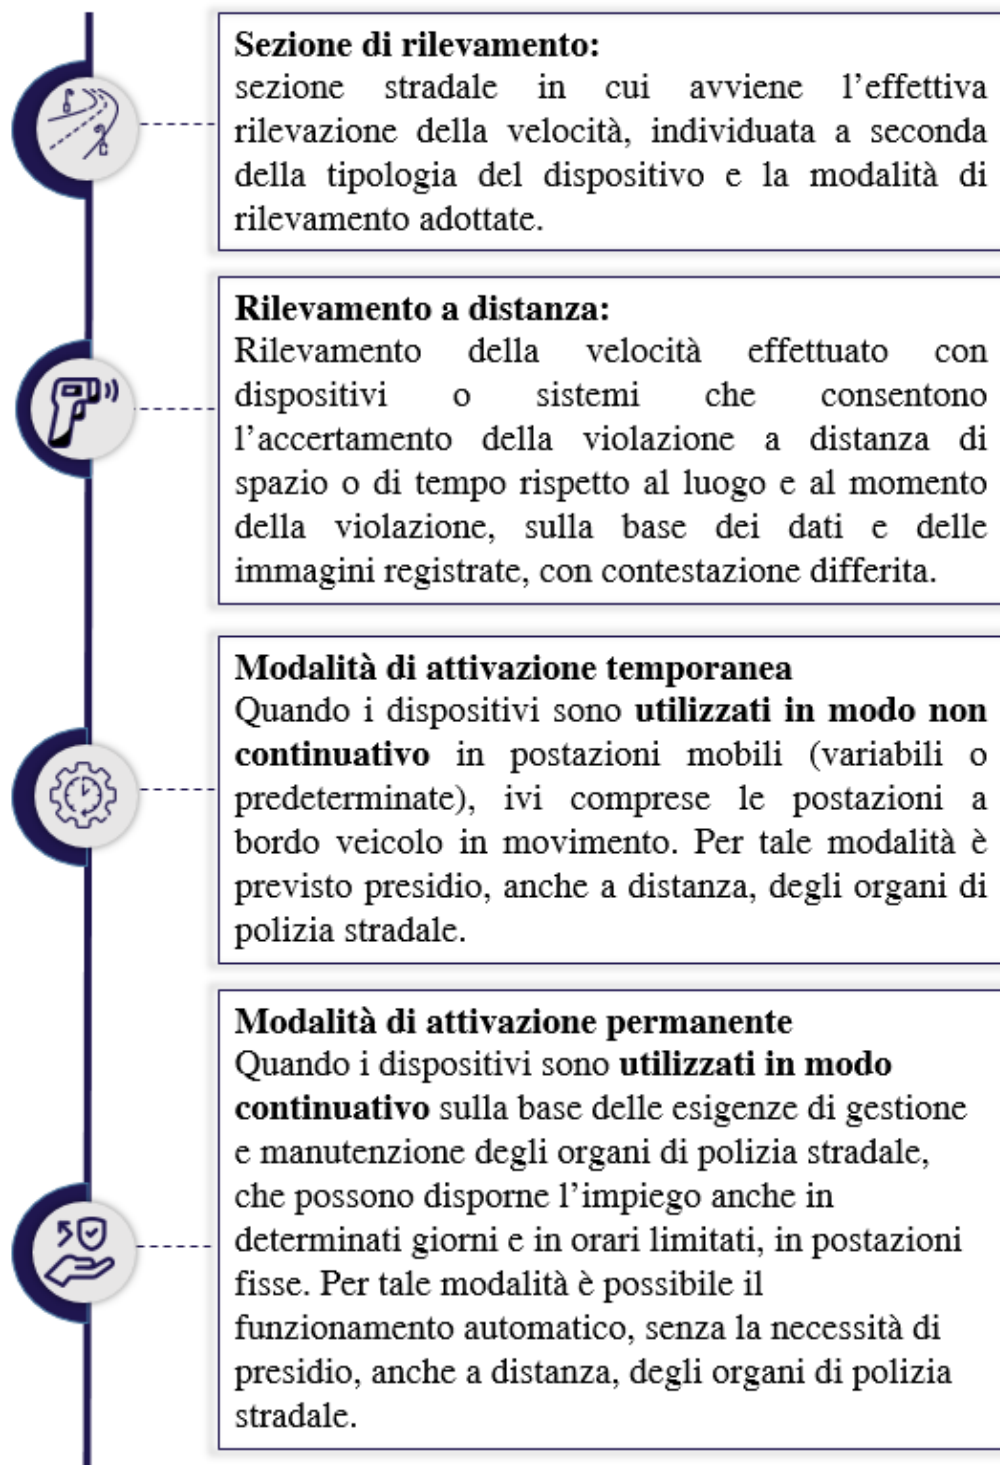 Sezione di rilevamento:
sezione stradale in cui avviene l’effettiva
rilevazione della velocità, individuata a seconda
della tipologia del dispositivo e la modalità di
rilevamento adottate.
Rilevamento a distanza:
Rilevamento della velocità effettuato con
dispositivi o sistemi che consentono
l’accertamento della violazione a distanza di
spazio o di tempo rispetto al luogo e al momento
della violazione, sulla base dei dati e delle
immagini registrate, con contestazione differita.
Modalità di attivazione temporanea
Quando i dispositivi sono utilizzati in modo non
continuativo in postazioni mobili (variabili o
predeterminate), ivi comprese le postazioni a
bordo veicolo in movimento. Per tale modalità è
previsto presidio, anche a distanza, degli organi di
polizia stradale.
Modalità di attivazione permanente
Quando i dispositivi sono utilizzati in modo
continuativo sulla base delle esigenze di gestione
e manutenzione degli organi di polizia stradale,
che possono disporne l’impiego anche in
determinati giorni e in orari limitati, in postazioni
fisse. Per tale modalità è possibile il
funzionamento automatico, senza la necessità di
presidio, anche a distanza, degli organi di polizia
stradale.